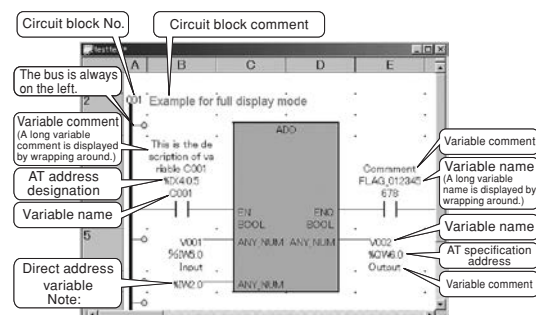 Circuit block No.
Circuit block comment
A B C D E
The bus is always
on the left.
2
001 Example for full display mode
Variable comment
(A long variable
comment is displayed
by wrapping around.)
This is the de
scription of va
riable C001
ADD
Variable comment
Comment
AT address
designation
%IX4.0.5
FLAG_012345
678
Variable name
(A long variable
name is displayed by
wrapping around.)
Variable name
C001
EN ENO
BOOL BOOL
5
V001 ANY_NUM ANY_NUM V002
Variable name
%IW5.0
%QW6.0
AT specification
address
Direct address
variable
Note:
Input
Output
Variable comment
%IW2.0 ANY_NUM